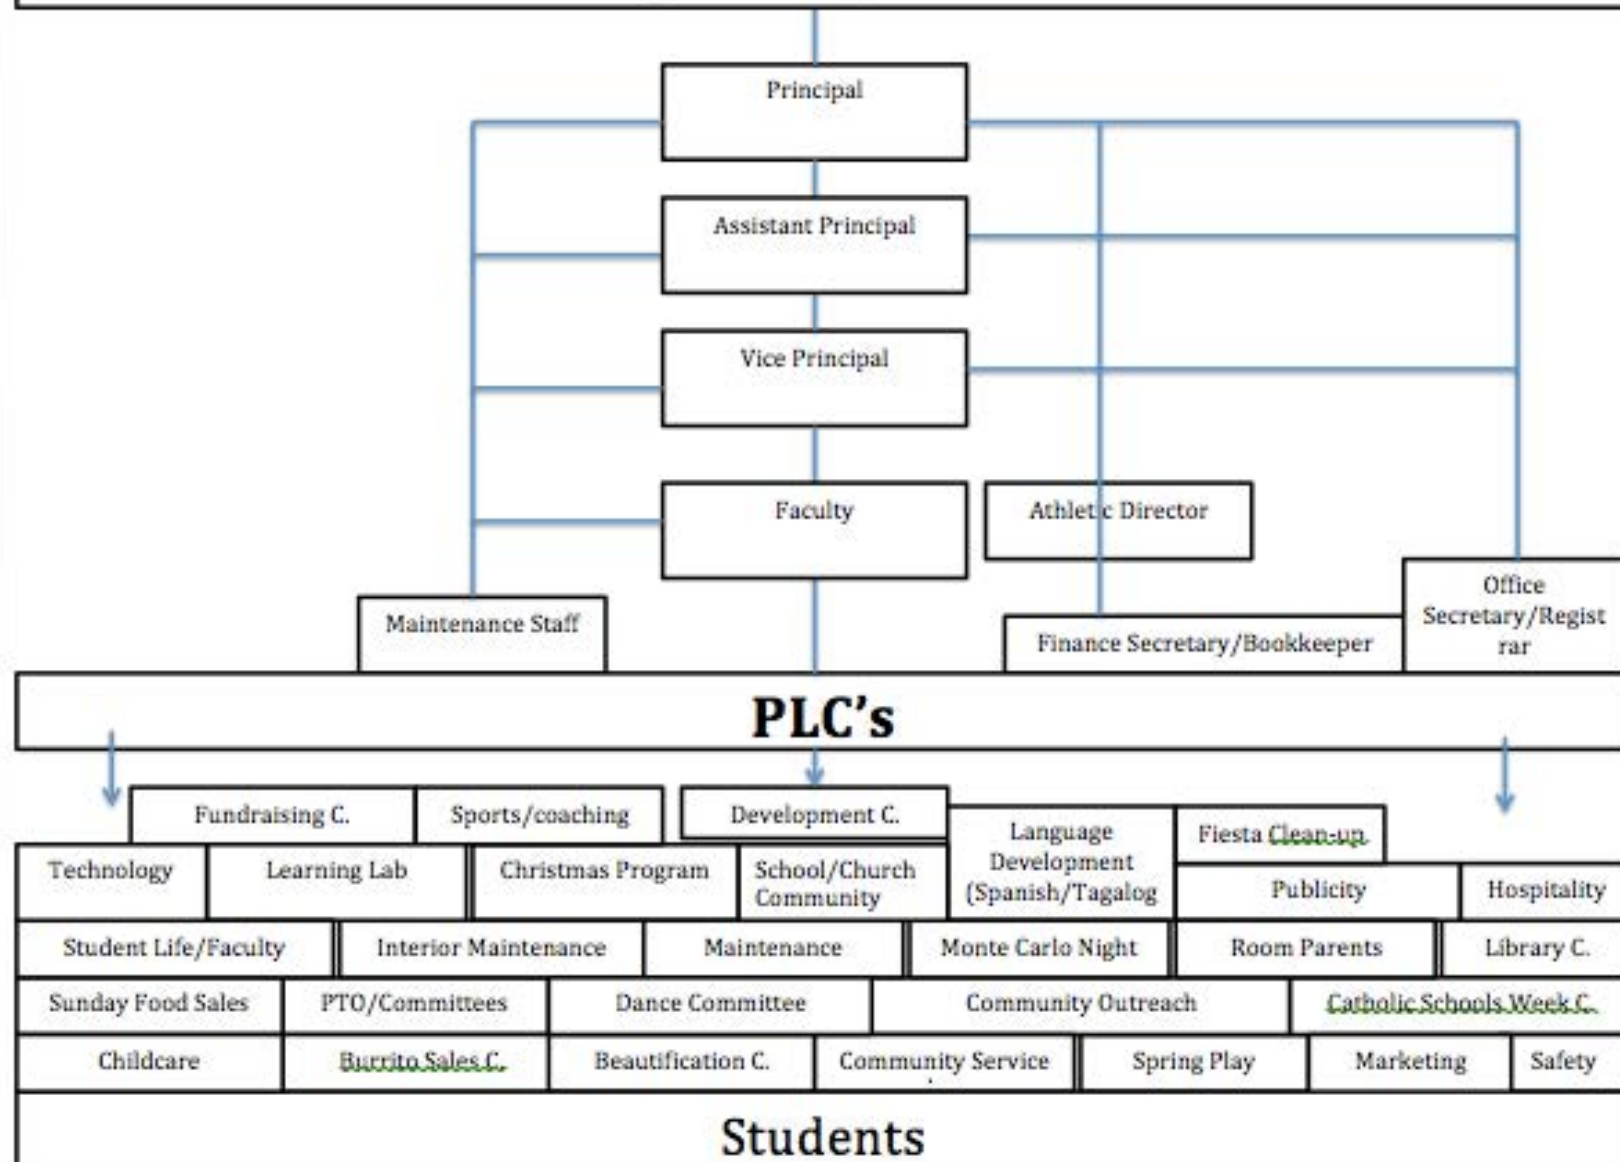 Principal
Assistant Principal
Vice Principal
Faculty
Athletic Director
Maintenance Staff
Finance Secretary/Bookkeeper
Office
Secretary/Regist
rar
PLC's
Fundraising C.
Sports/coaching
Development C.
Language
Development
(Spanish/Tagalog
Fiesta Clean-up
Technology
Learning Lab
Christmas Program
School/Church
Community
Publicity
Hospitality
Student Life/Faculty
Interior Maintenance
Maintenance
Monte Carlo Night
Room Parents
Library C.
Sunday Food Sales
PTO/Committees
Dance Committee
Community Outreach
Catholic Schools Week C.
Childcare
Burrito Sales C.
Beautification C.
Community Service
Spring Play
Marketing
Safety
Students